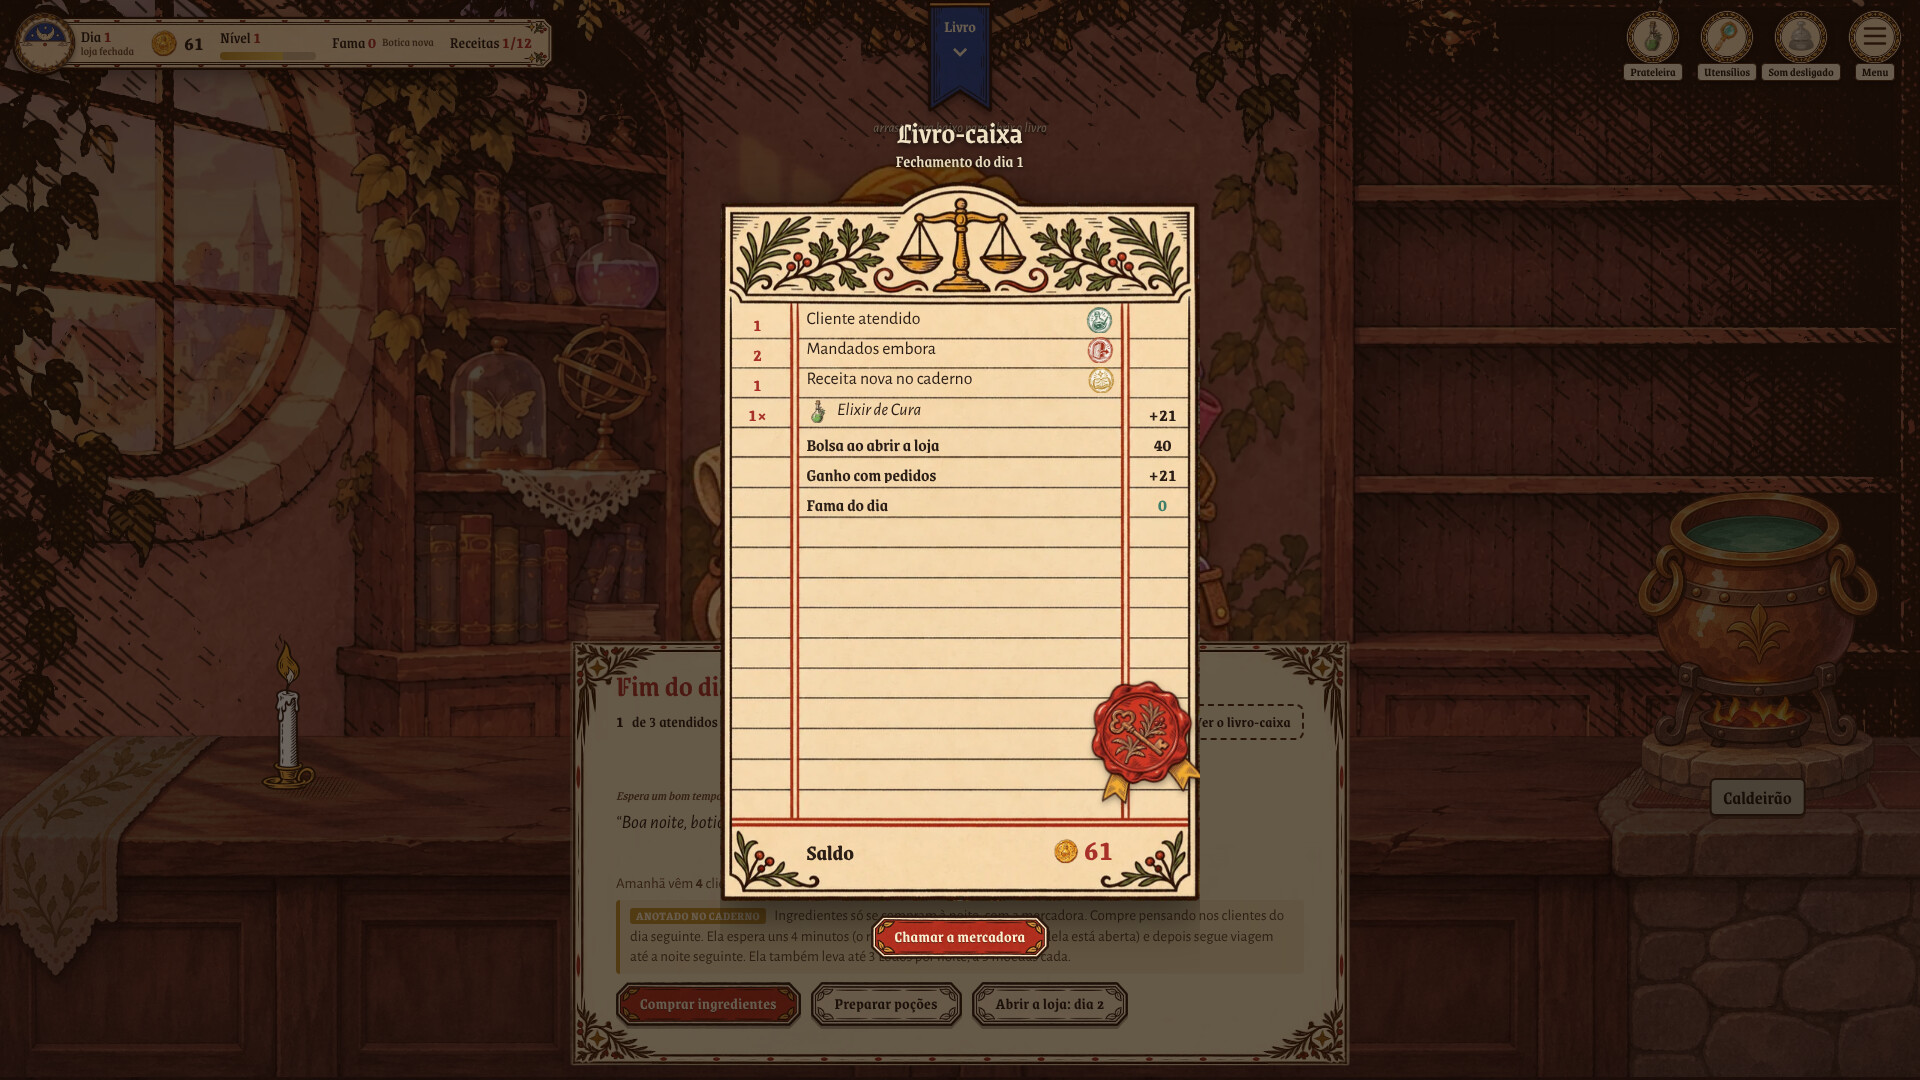 Dia 1
loja fechada
61
Nível 1
Fama 0 Botica nova
Receitas 1/12
Livro
Prateleira
Utensílios
Som desligado
Menu
Livro-caixa
Fechamento do dia 1
1 Cliente atendido
2 Mandados embora
1 Receita nova no caderno
1× Elixir de Cura +21
Bolsa ao abrir a loja 40
Ganho com pedidos +21
Fama do dia 0
Saldo 61
Chamar a mercadora
Fim do di
1 de 3 atendidos
er o livro-caixa
Espera um bom temp
"Boa noite, botic
Amanhã vêm 4 cli
ANOTADO NO CADERNO Ingredientes só se compram à noite, com a mercadora. Compre pensando nos clientes do
dia seguinte. Ela espera uns 4 minutos (o ela está aberta) e depois segue viagem
até a noite seguinte. Ela também leva até 3 cada.
Comprar ingredientes
Preparar poções
Abrir a loja: dia 2
Caldeirão